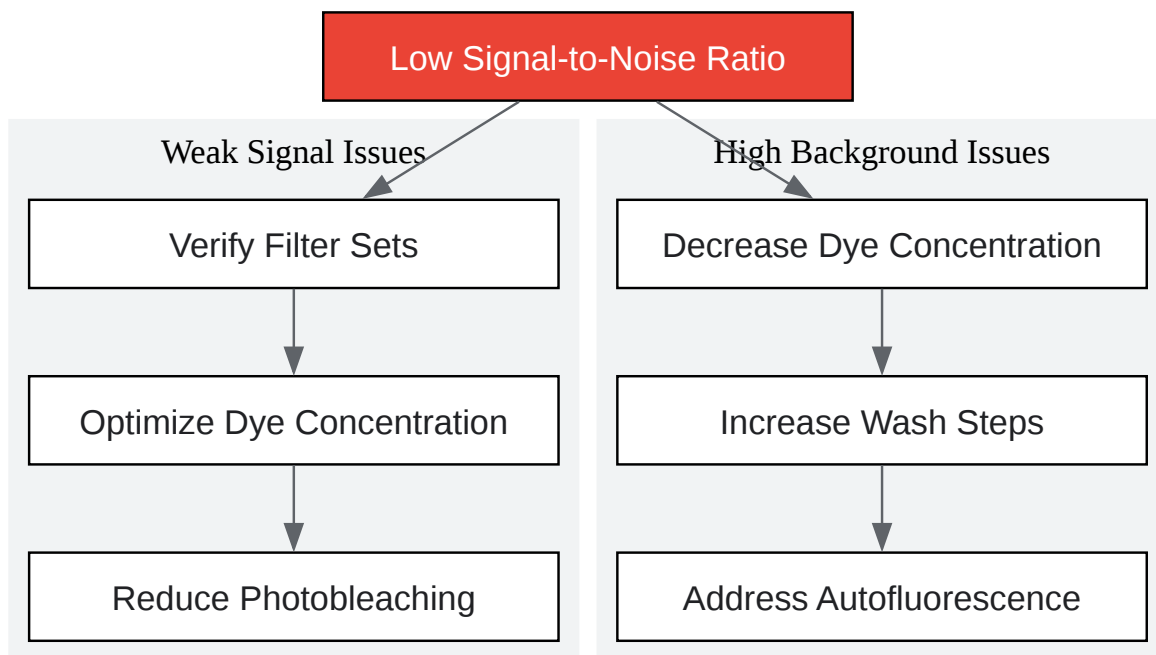 Low Signal-to-Noise Ratio
Weak Signal Issues
Verify Filter Sets
Optimize Dye Concentration
Reduce Photobleaching
High Background Issues
Decrease Dye Concentration
Increase Wash Steps
Address Autofluorescence